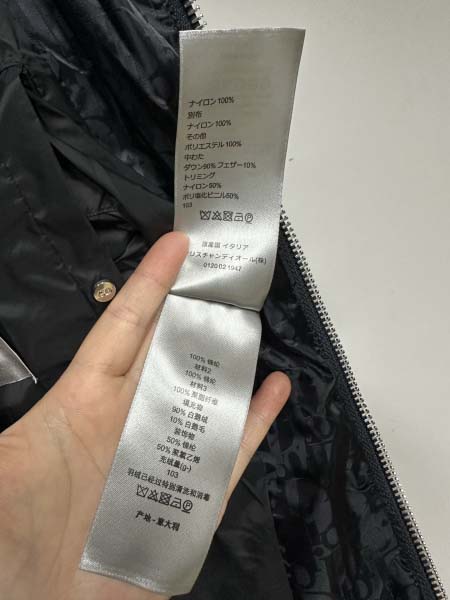 ナイロン100%
別布
ナイロン100%
その他
ポリエステル100%
中わた
ダウン90% フェザー10%
トリミング
ナイロン50%
ポリ塩化ビニル50%
103
原産国 イタリア
リスチャンディオール(株)
0120 02 1947
100% 锦纶
材料2
100% 锦纶
材料3
100% 聚酯纤维
填充物
90% 白鹅绒
10% 白鹅毛
装饰物
50% 锦纶
50% 聚氯乙烯
充绒量(g-)
103
羽绒已经过特别清洗和消毒
产地-意大利